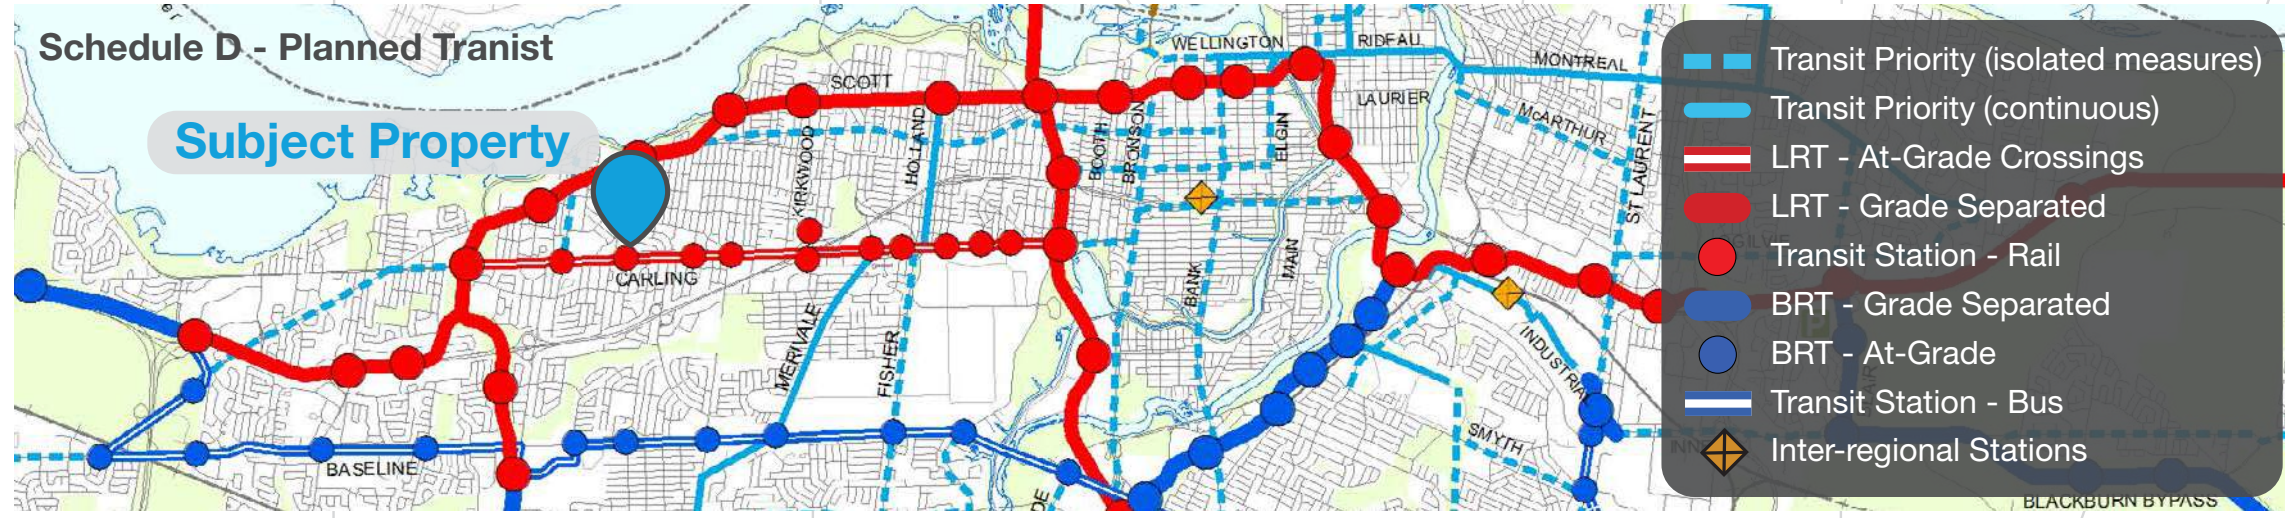 Schedule D - Planned Tranist
Subject Property
WELLINGTON
RIDEAU
MONTREAL
SCOTT
LAURIER
McARTHUR
ST LAURENT
KIRKWOOD
HOLLAND
BOOTH
BRONSON
ELGIN
CARLING
MAIN
BANK
MERIVALE
FISHER
INDUSTRIAL
BASELINE
SMYTH
Transit Priority (isolated measures)
Transit Priority (continuous)
LRT - At-Grade Crossings
LRT - Grade Separated
Transit Station - Rail
BRT - Grade Separated
BRT - At-Grade
Transit Station - Bus
Inter-regional Stations
BLACKBURN BYPASS